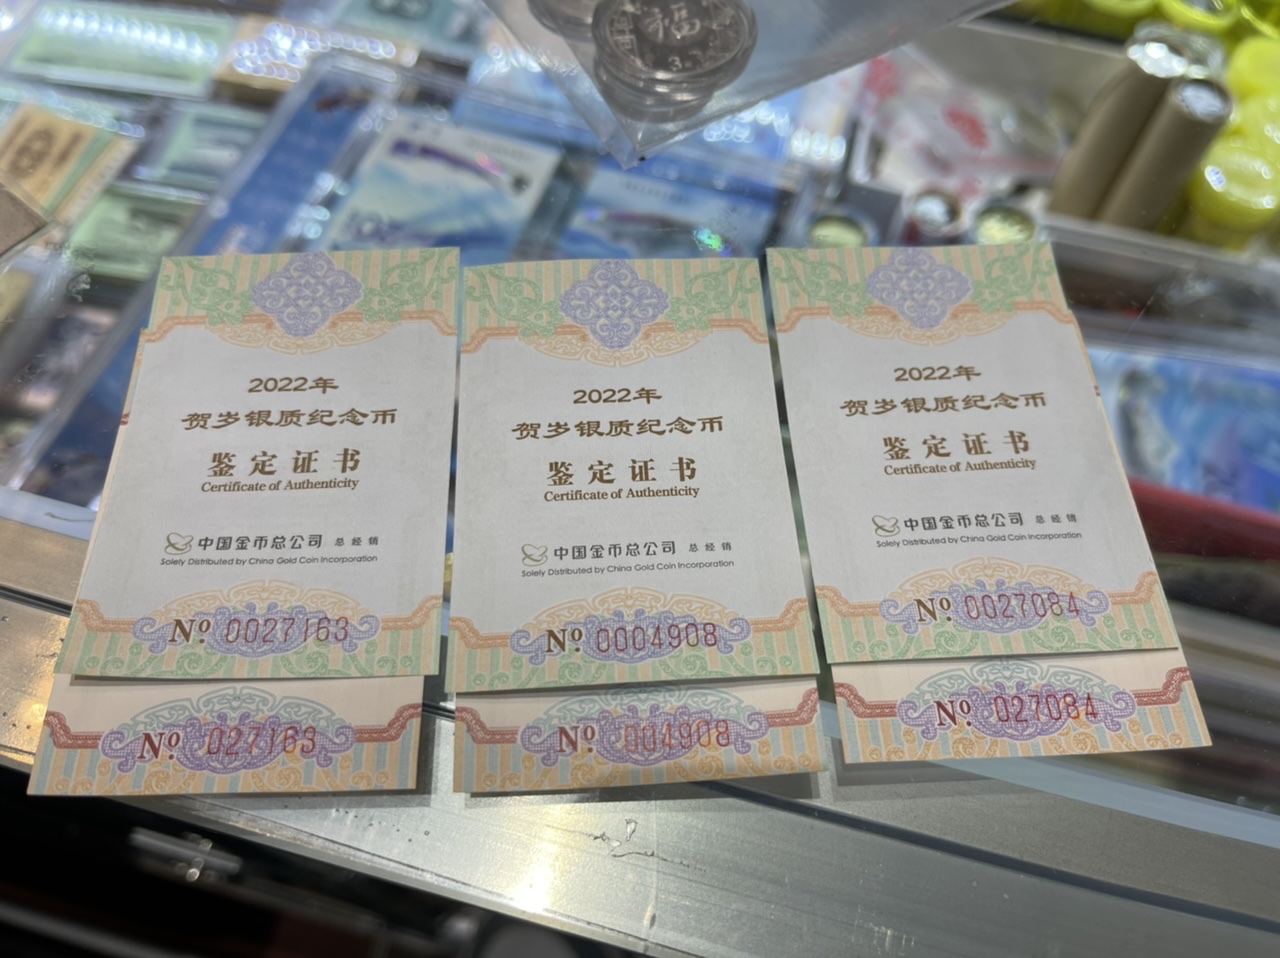 福
3
2022年
贺岁银质纪念币
鉴定证书
Certificate of Authenticity
中国金币总公司 总经销
Solely Distributed by China Gold Coin Incorporation
Nº 0027163
Nº 027163
2022年
贺岁银质纪念币
鉴定证书
Certificate of Authenticity
中国金币总公司 总经销
Solely Distributed by China Gold Coin Incorporation
Nº 0004908
Nº 004908
2022年
贺岁银质纪念币
鉴定证书
Certificate of Authenticity
中国金币总公司 总经销
Solely Distributed by China Gold Coin Incorporation
Nº 0027084
Nº 027084